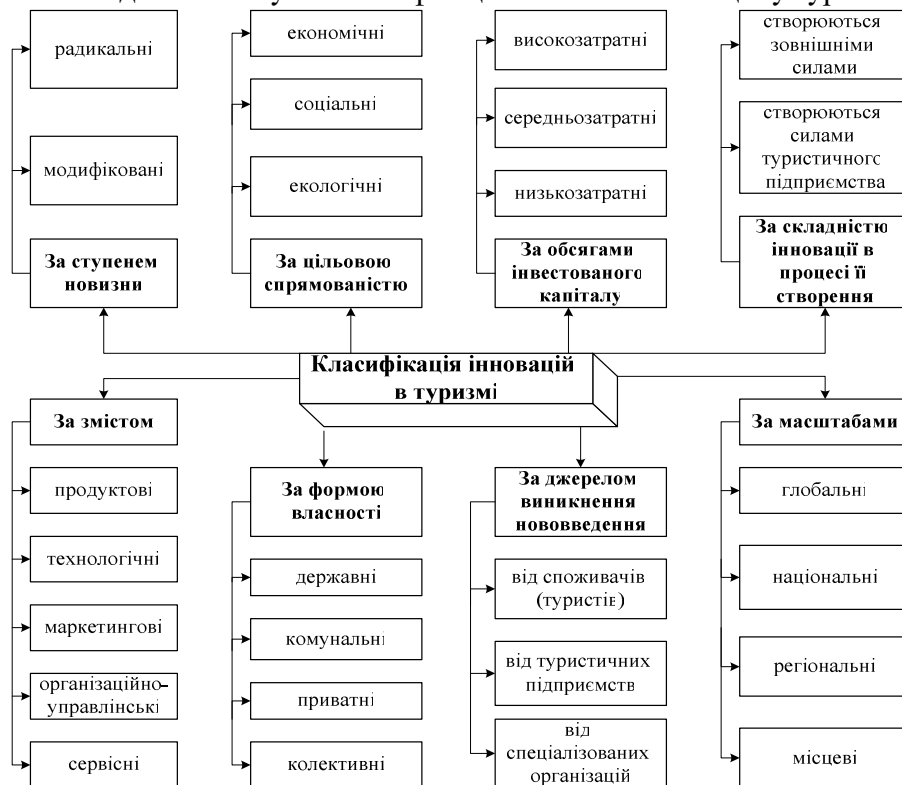 радикальні
модифіковані
За ступенем
новизни
економічні
соціальні
екологічні
За цільовою
спрямованістю
високозатратні
середньозатратні
низькозатратні
За обсягами
інвестованого
капіталу
створюються
зовнішніми
силами
створюються
силами
туристичного
підприємства
За складністю
інновації в
процесі її
створення
Класифікація інновацій
в туризмі
За змістом
продуктові
технологічні
маркетингові
організаційно-
управлінські
сервісні
За формою
власності
державні
комунальні
приватні
колективні
За джерелом
виникнення
нововведення
від споживачів
(туристів)
від туристичних
підприємств
від
спеціалізованих
організацій
За масштабами
глобальні
національні
регіональні
місцеві